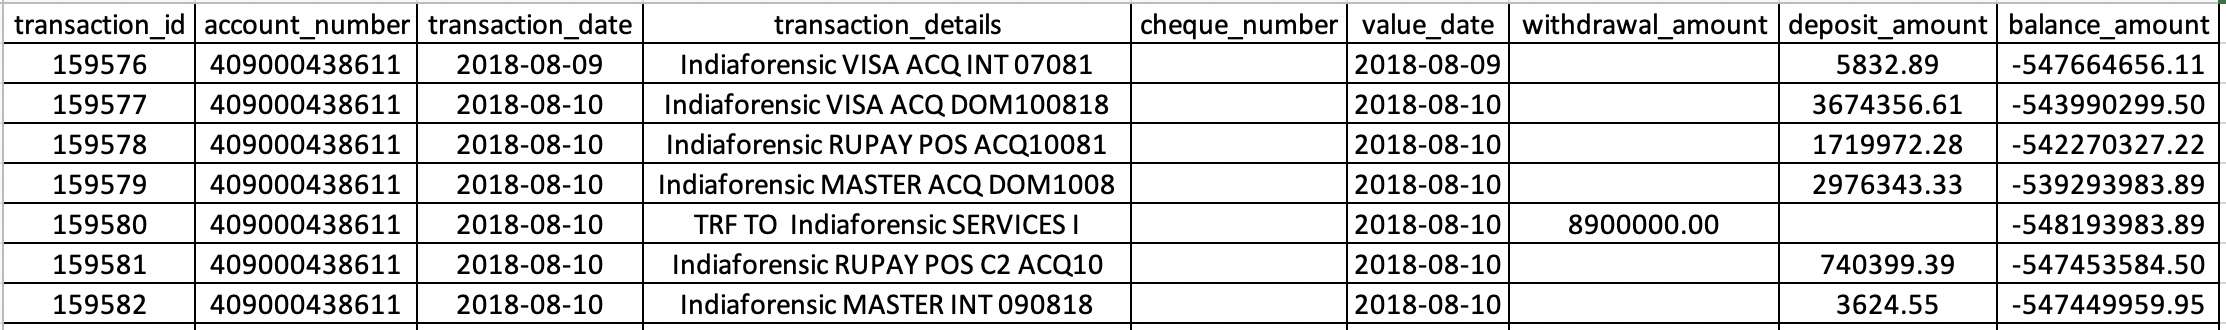 transaction_id account_number transaction_date transaction_details cheque_number value_date withdrawal_amount deposit_amount balance_amount
159576 409000438611 2018-08-09 Indiaforensic VISA ACQ INT 07081 2018-08-09 5832.89 -547664656.11
159577 409000438611 2018-08-10 Indiaforensic VISA ACQ DOM100818 2018-08-10 3674356.61 -543990299.50
159578 409000438611 2018-08-10 Indiaforensic RUPAY POS ACQ10081 2018-08-10 1719972.28 -542270327.22
159579 409000438611 2018-08-10 Indiaforensic MASTER ACQ DOM1008 2018-08-10 2976343.33 -539293983.89
159580 409000438611 2018-08-10 TRF TO  Indiaforensic SERVICES I 2018-08-10 8900000.00 -548193983.89
159581 409000438611 2018-08-10 Indiaforensic RUPAY POS C2 ACQ10 2018-08-10 740399.39 -547453584.50
159582 409000438611 2018-08-10 Indiaforensic MASTER INT 090818 2018-08-10 3624.55 -547449959.95